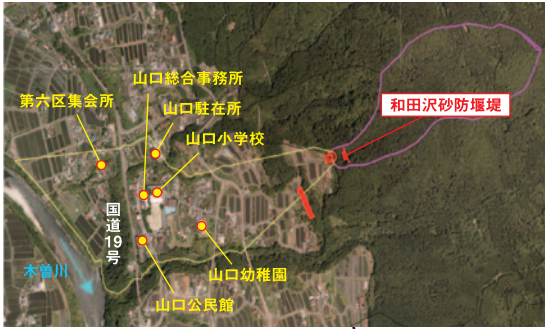 山口総合事務所
第六区集会所
山口駐在所
和田沢砂防堰堤
山口小学校
国道19号
木曽川
山口幼稚園
山口公民館